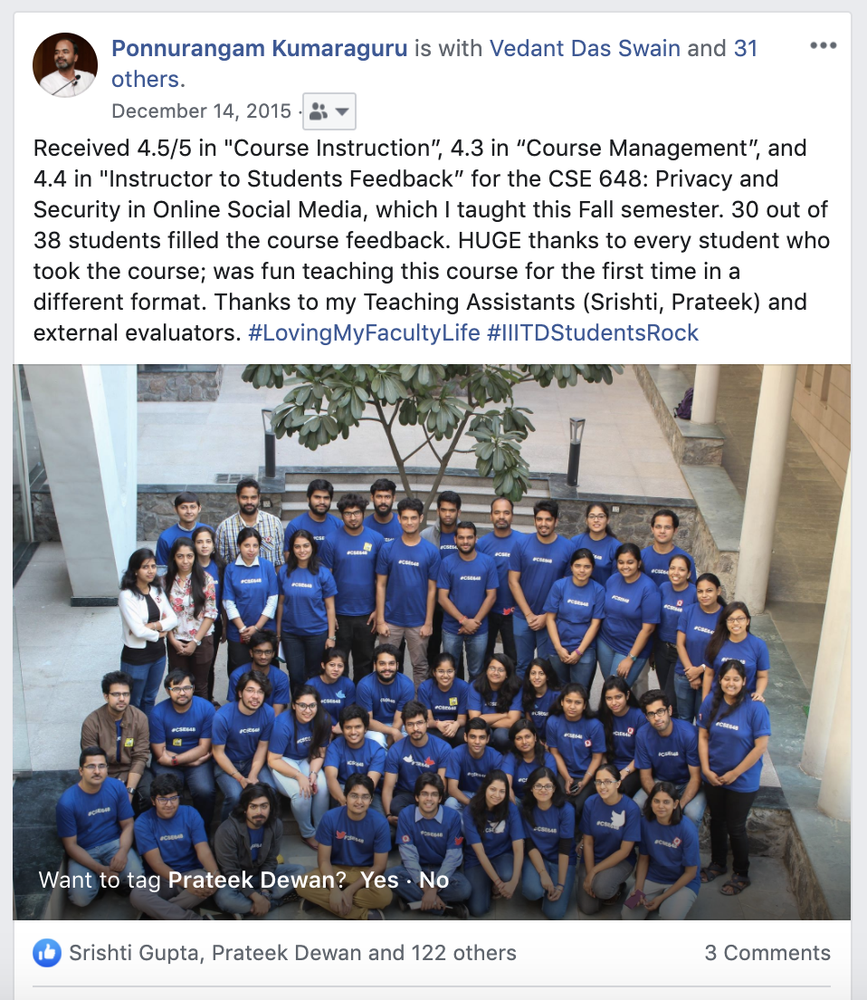 Ponnurangam Kumaraguru is with Vedant Das Swain and 31
others.
December 14, 2015 ·
Received 4.5/5 in "Course Instruction”, 4.3 in “Course Management”, and
4.4 in "Instructor to Students Feedback” for the CSE 648: Privacy and
Security in Online Social Media, which I taught this Fall semester. 30 out of
38 students filled the course feedback. HUGE thanks to every student who
took the course; was fun teaching this course for the first time in a
different format. Thanks to my Teaching Assistants (Srishti, Prateek) and
external evaluators. #LovingMyFacultyLife #IIITDStudentsRock
#CSE648
Want to tag Prateek Dewan? Yes · No
Srishti Gupta, Prateek Dewan and 122 others
3 Comments